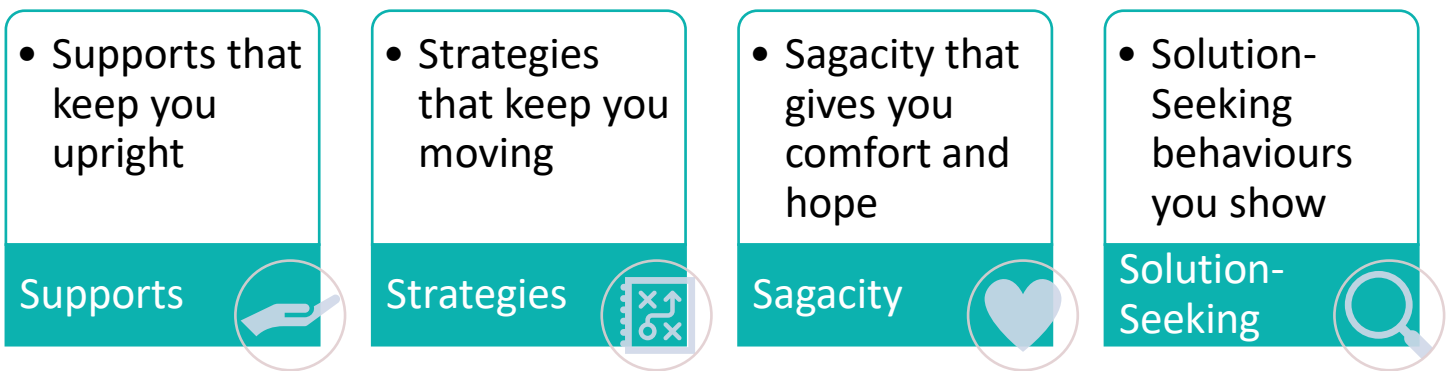 • Supports that
keep you
upright
Supports
• Strategies
that keep you
moving
Strategies
• Sagacity that
gives you
comfort and
hope
Sagacity
• Solution-
Seeking
behaviours
you show
Solution-
Seeking